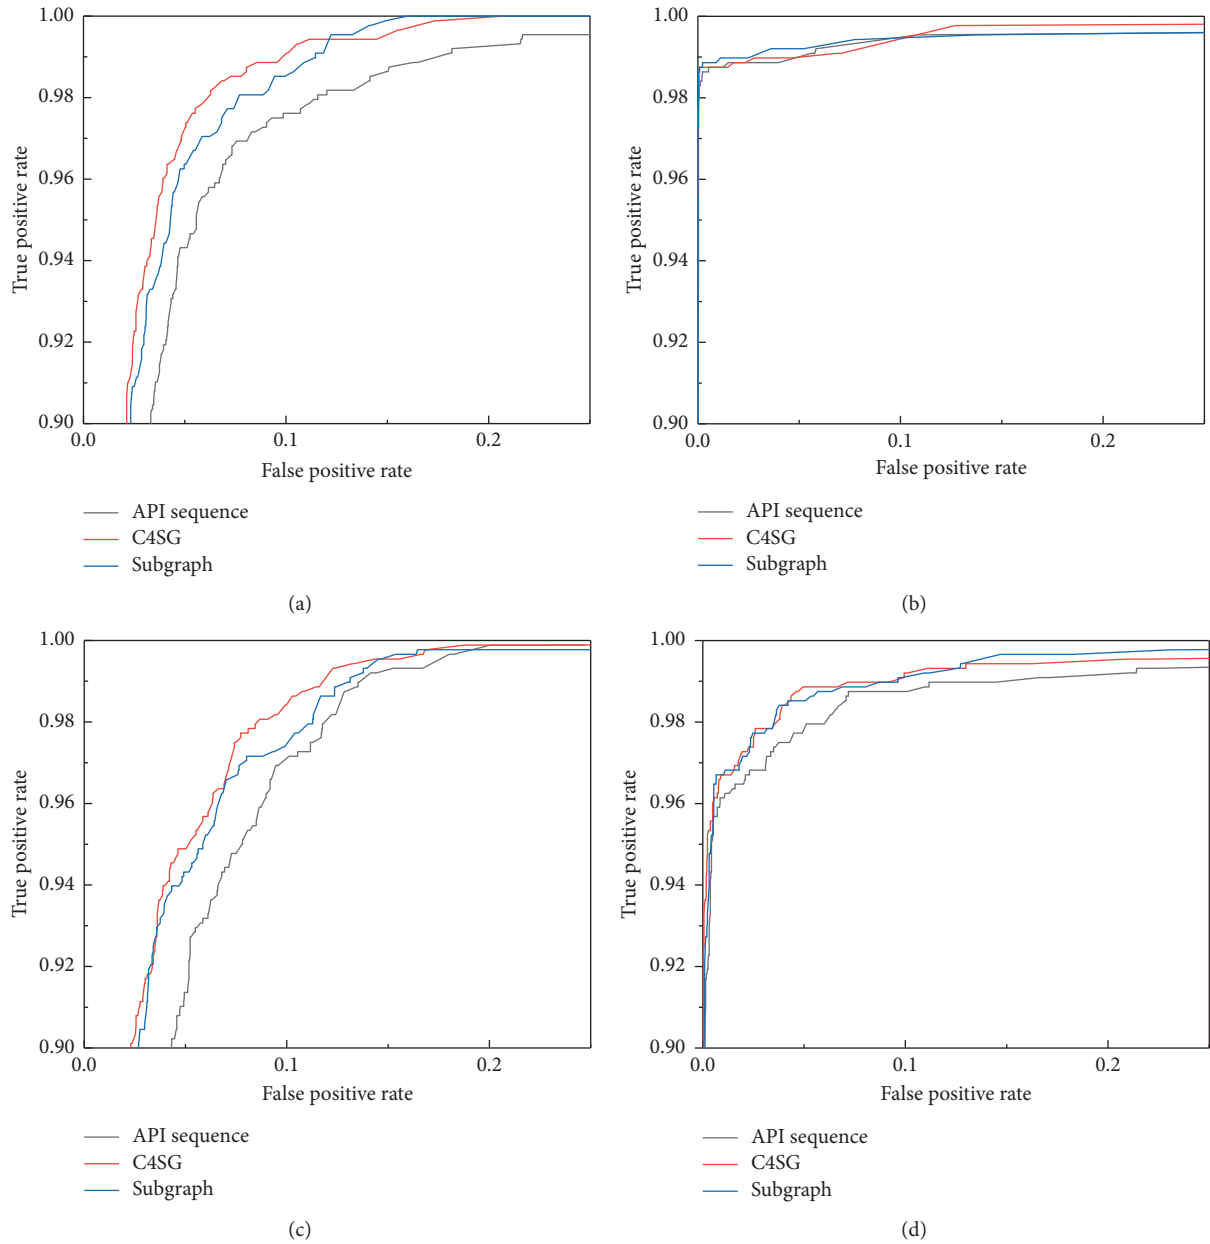 1.00
0.98
0.96
0.94
0.92
0.90
True positive rate
0.0
0.1
0.2
False positive rate
API sequence
C4SG
Subgraph
(a)
1.00
0.98
0.96
0.94
0.92
0.90
True positive rate
0.0
0.1
0.2
False positive rate
API sequence
C4SG
Subgraph
(b)
1.00
0.98
0.96
0.94
0.92
0.90
True positive rate
0.0
0.1
0.2
False positive rate
API sequence
C4SG
Subgraph
(c)
1.00
0.98
0.96
0.94
0.92
0.90
True positive rate
0.0
0.1
0.2
False positive rate
API sequence
C4SG
Subgraph
(d)